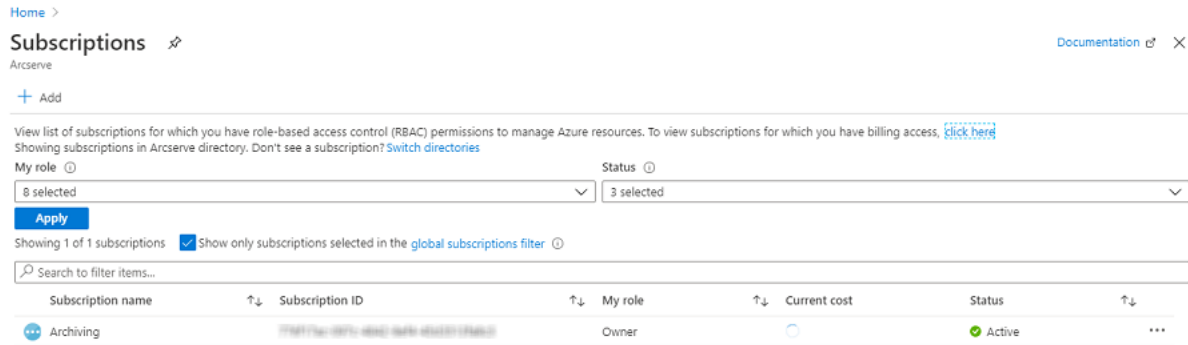 Home >
Subscriptions
Documentation
Arcserve
+ Add
View list of subscriptions for which you have role-based access control (RBAC) permissions to manage Azure resources. To view subscriptions for which you have billing access, click here
Showing subscriptions in Arcserve directory. Don't see a subscription? Switch directories
My role
Status
8 selected
3 selected
Apply
Showing 1 of 1 subscriptions Show only subscriptions selected in the global subscriptions filter
Search to filter items...
Subscription name Subscription ID My role Current cost Status
Archiving Owner Active